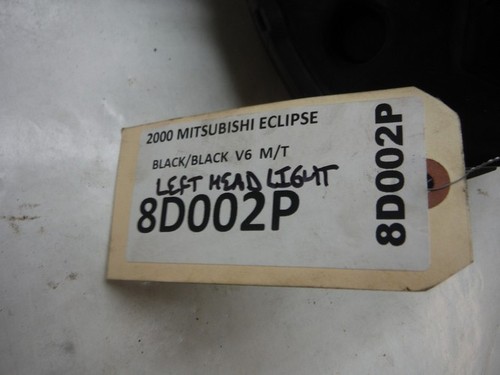 2000 MITSUBISHI ECLIPSE
BLACK/BLACK V6 M/T
LEFT HEAD LIGHT
8D002P
8D002P